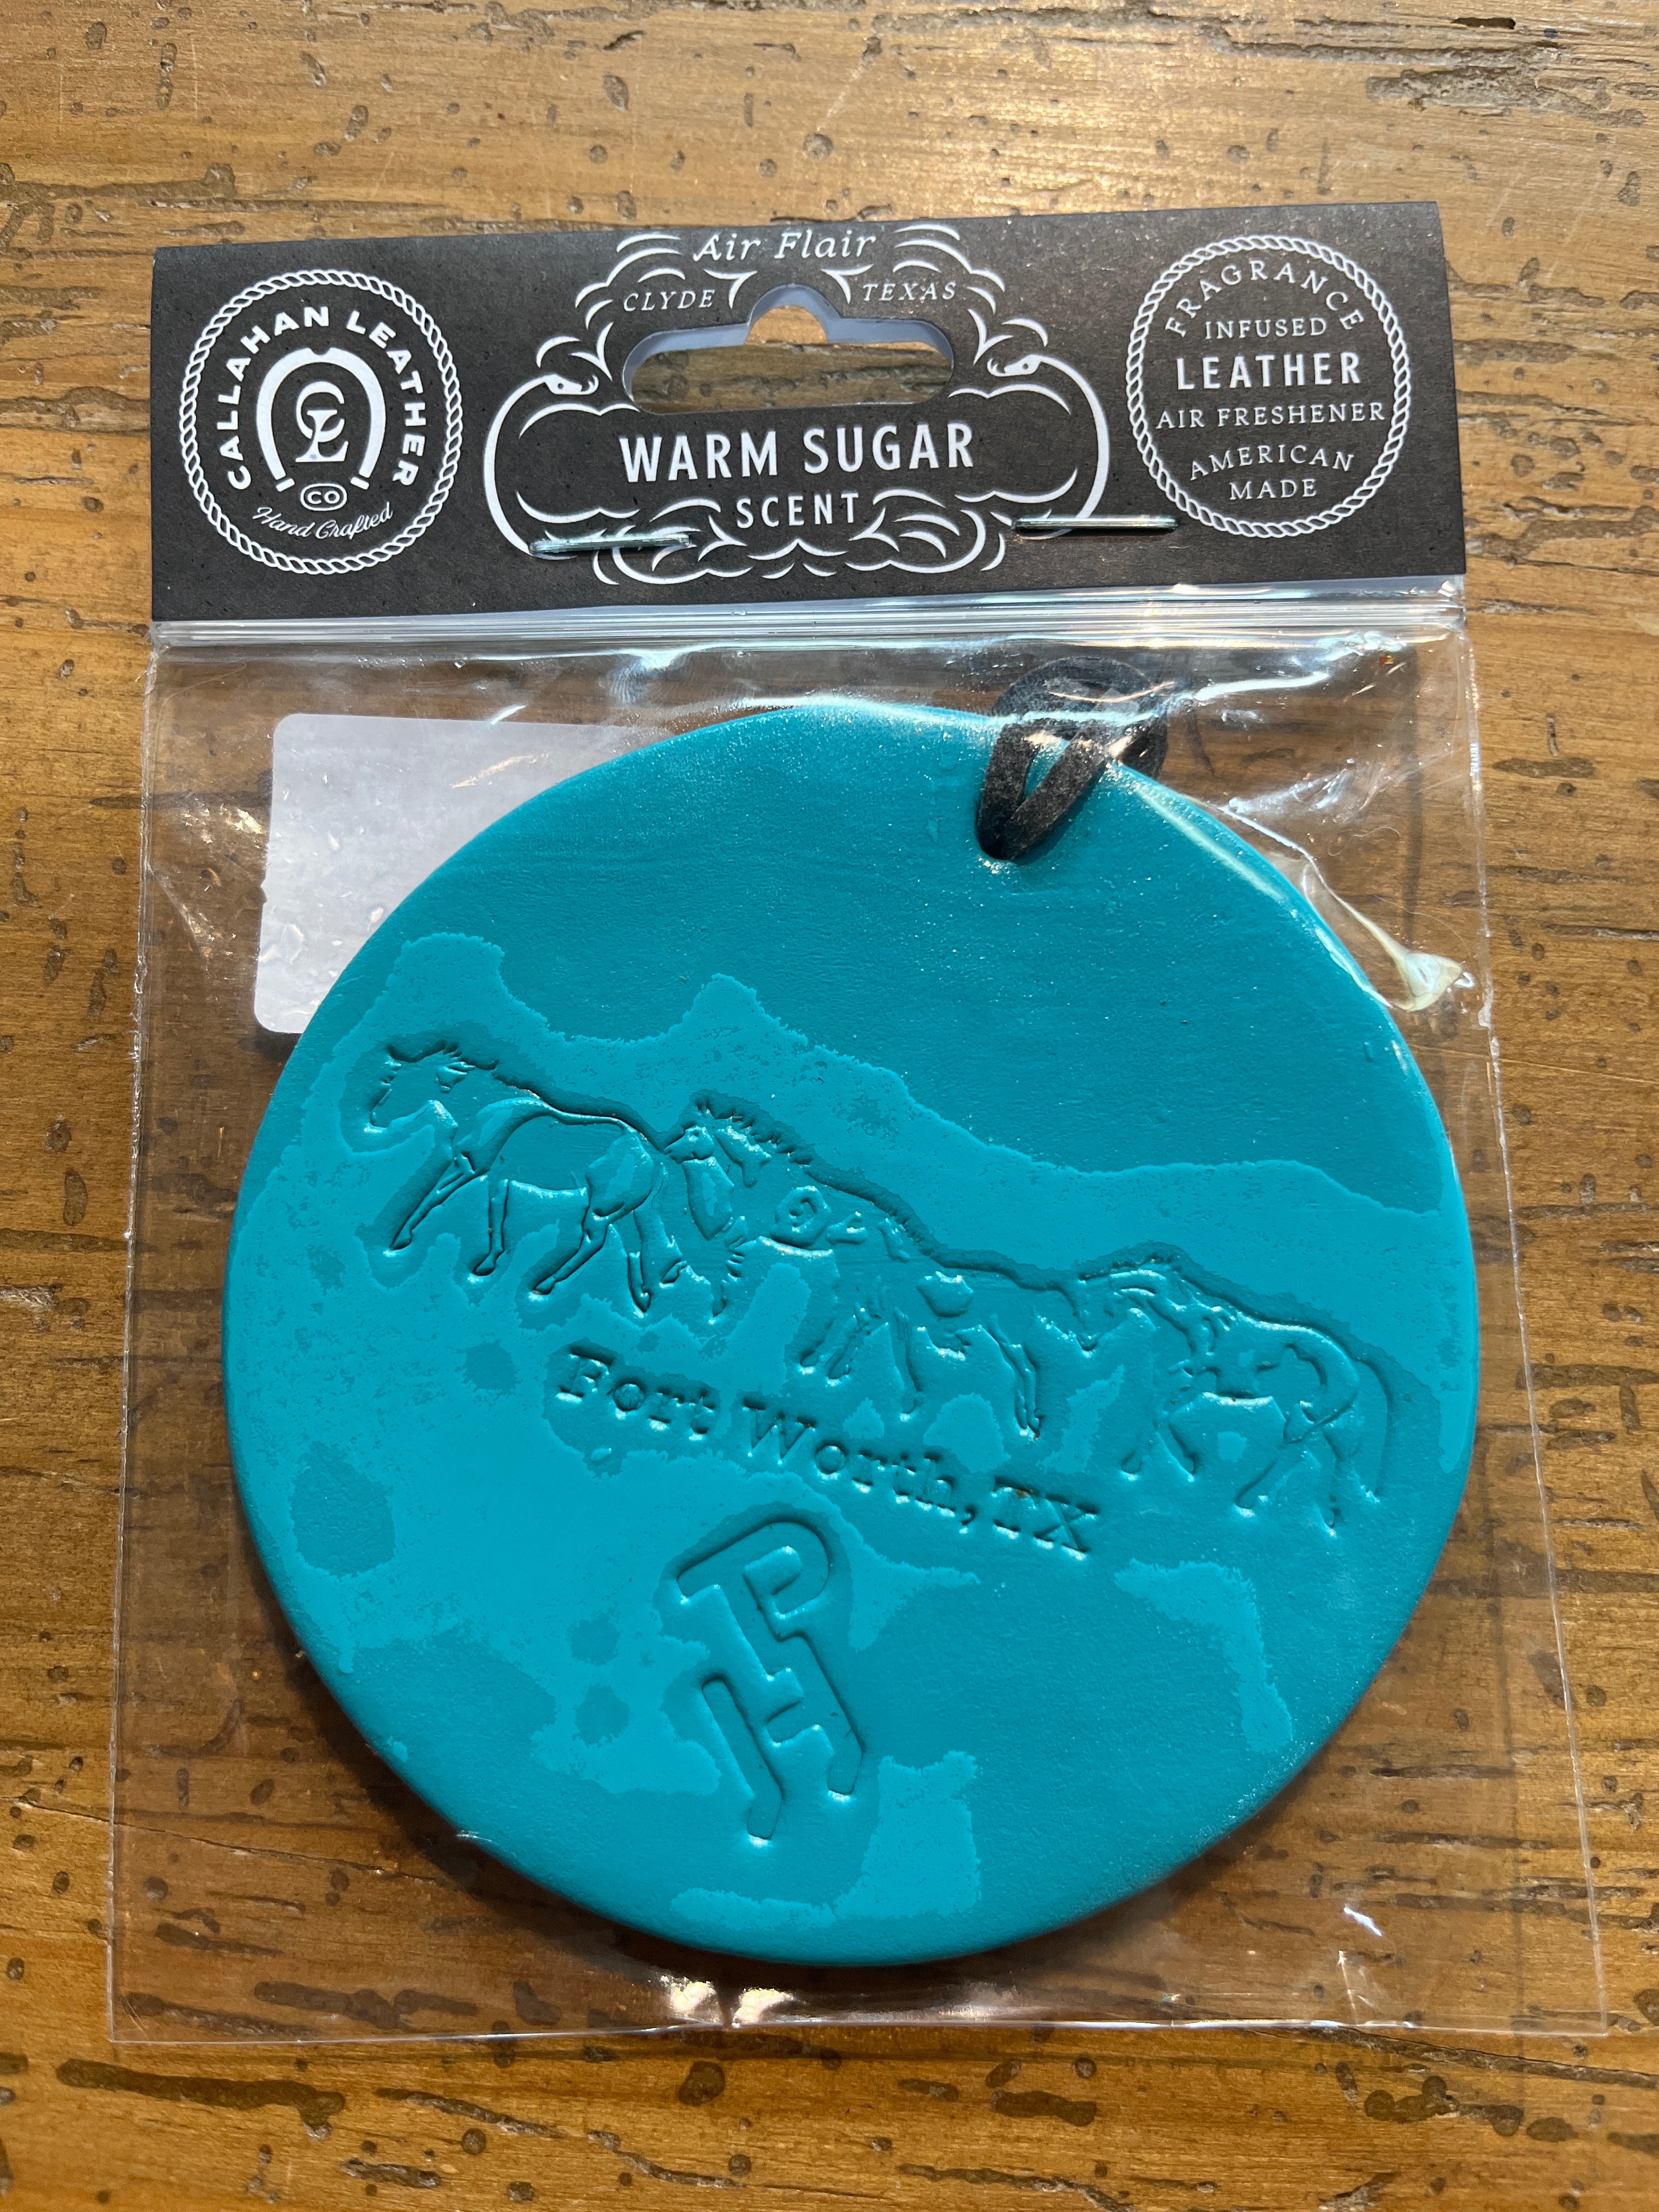 CALLAHAN LEATHER
CL
CO
Hand Crafted
Air Flair
CLYDE TEXAS
WARM SUGAR
SCENT
FRAGRANCE
INFUSED
LEATHER
AIR FRESHENER
AMERICAN
MADE
Fort Worth, TX